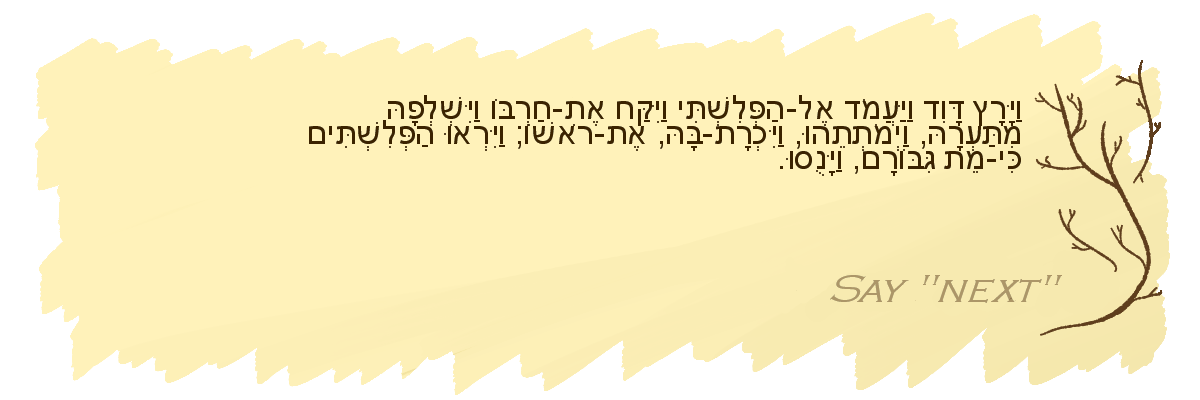 וַיָּרָץ דָּוִד וַיַּעֲמֹד אֶל-הַפְּלִשְׁתִּי וַיִּקַּח אֶת-חַרְבּוֹ וַיִּשְׁלְפָהּ
מִתַּעְרָהּ, וַיְמֹתְתֵהוּ, וַיִּכְרָת-בָּהּ, אֶת-רֹאשׁוֹ; וַיִּרְאוּ הַפְּלִשְׁתִּים
כִּי-מֵת גִּבּוֹרָם, וַיָּנֻסוּ.
Say "next"